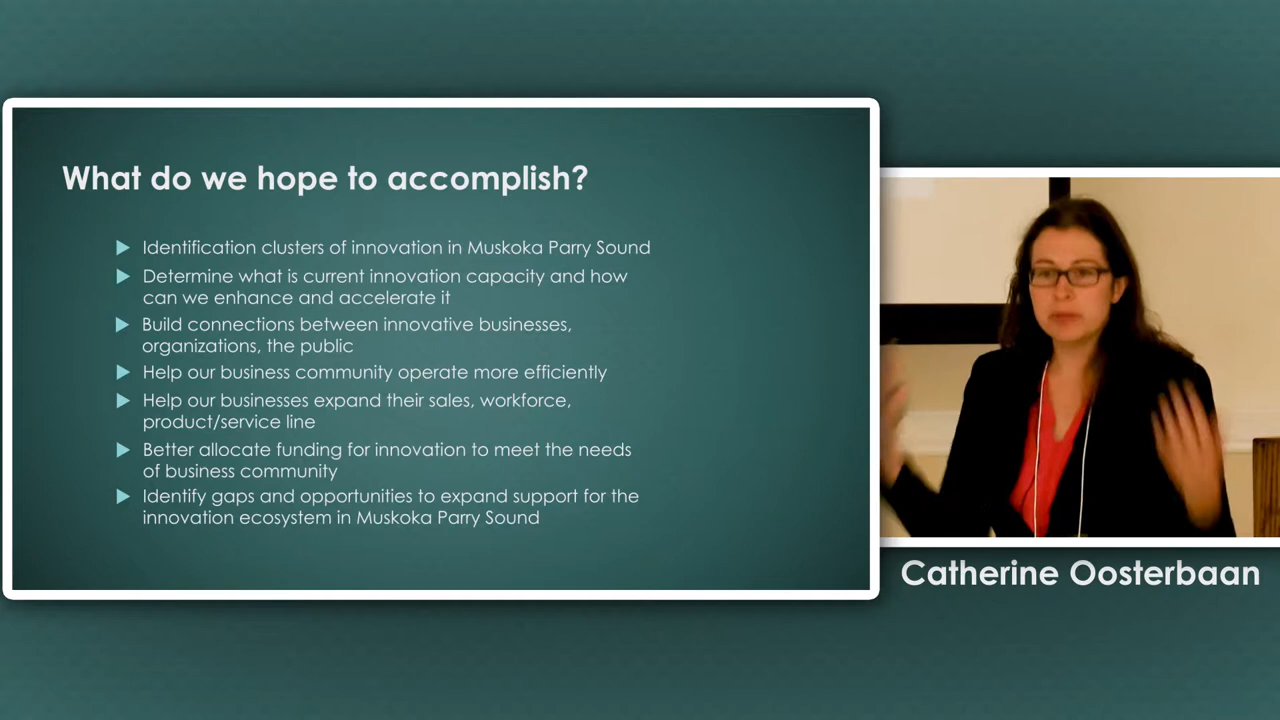 What do we hope to accomplish?
Identification clusters of innovation in Muskoka Parry Sound
Determine what is current innovation capacity and how
can we enhance and accelerate it
Build connections between innovative businesses,
organizations, the public
Help our business community operate more efficiently
Help our businesses expand their sales, workforce,
product/service line
Better allocate funding for innovation to meet the needs
of business community
Identify gaps and opportunities to expand support for the
innovation ecosystem in Muskoka Parry Sound
Catherine Oosterbaan